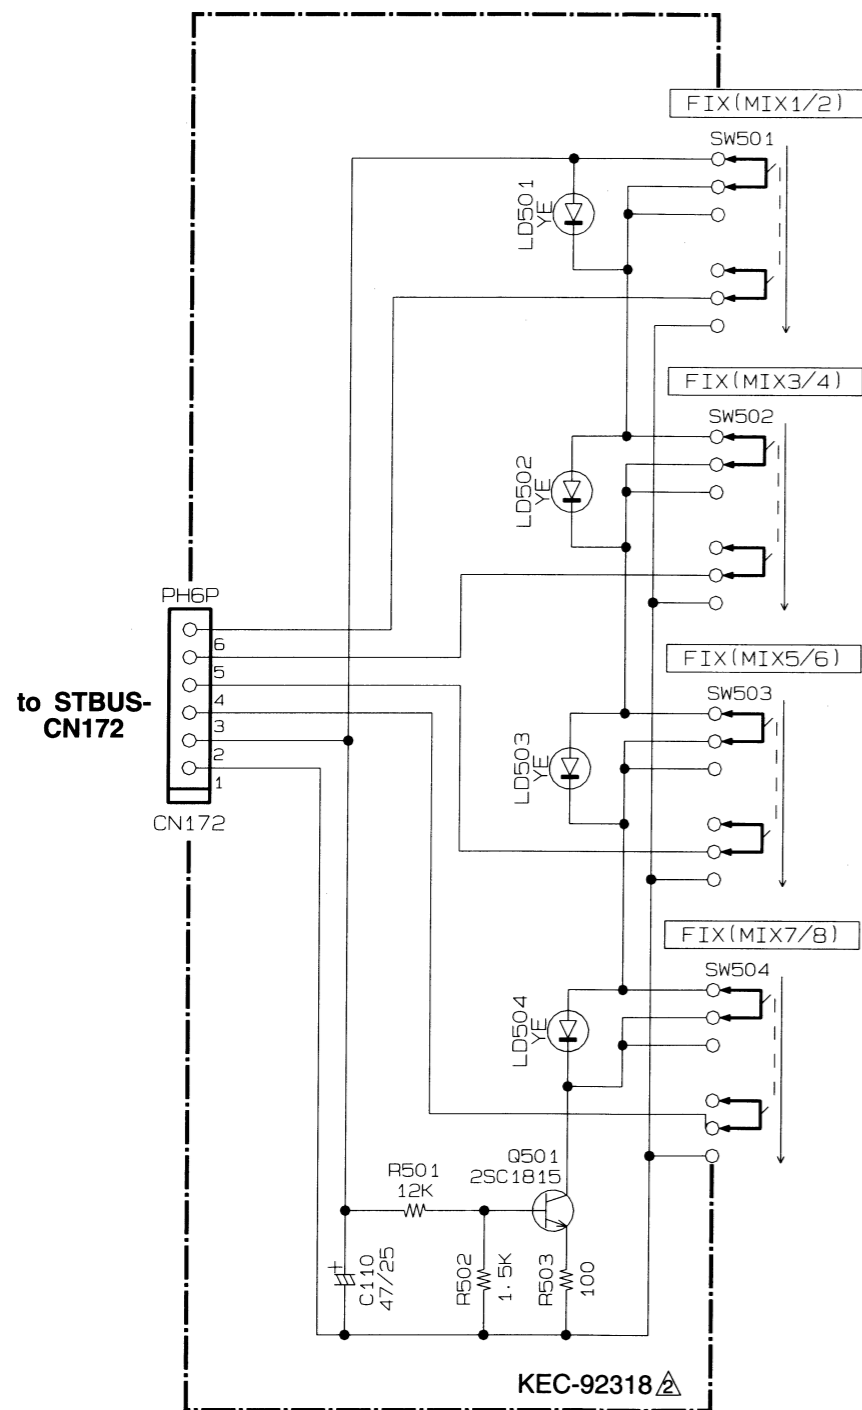 FIX(MIX1/2)
SW501
LD501
YE
FIX(MIX3/4)
SW502
LD502
YE
PH6P
6
5
4
3
2
1
to STBUS-
CN172
CN172
FIX(MIX5/6)
SW503
LD503
YE
FIX(MIX7/8)
SW504
LD504
YE
Q501
2SC1815
R501
12K
+
C110
47/25
R502
1.5K
R503
100
KEC-92318 2